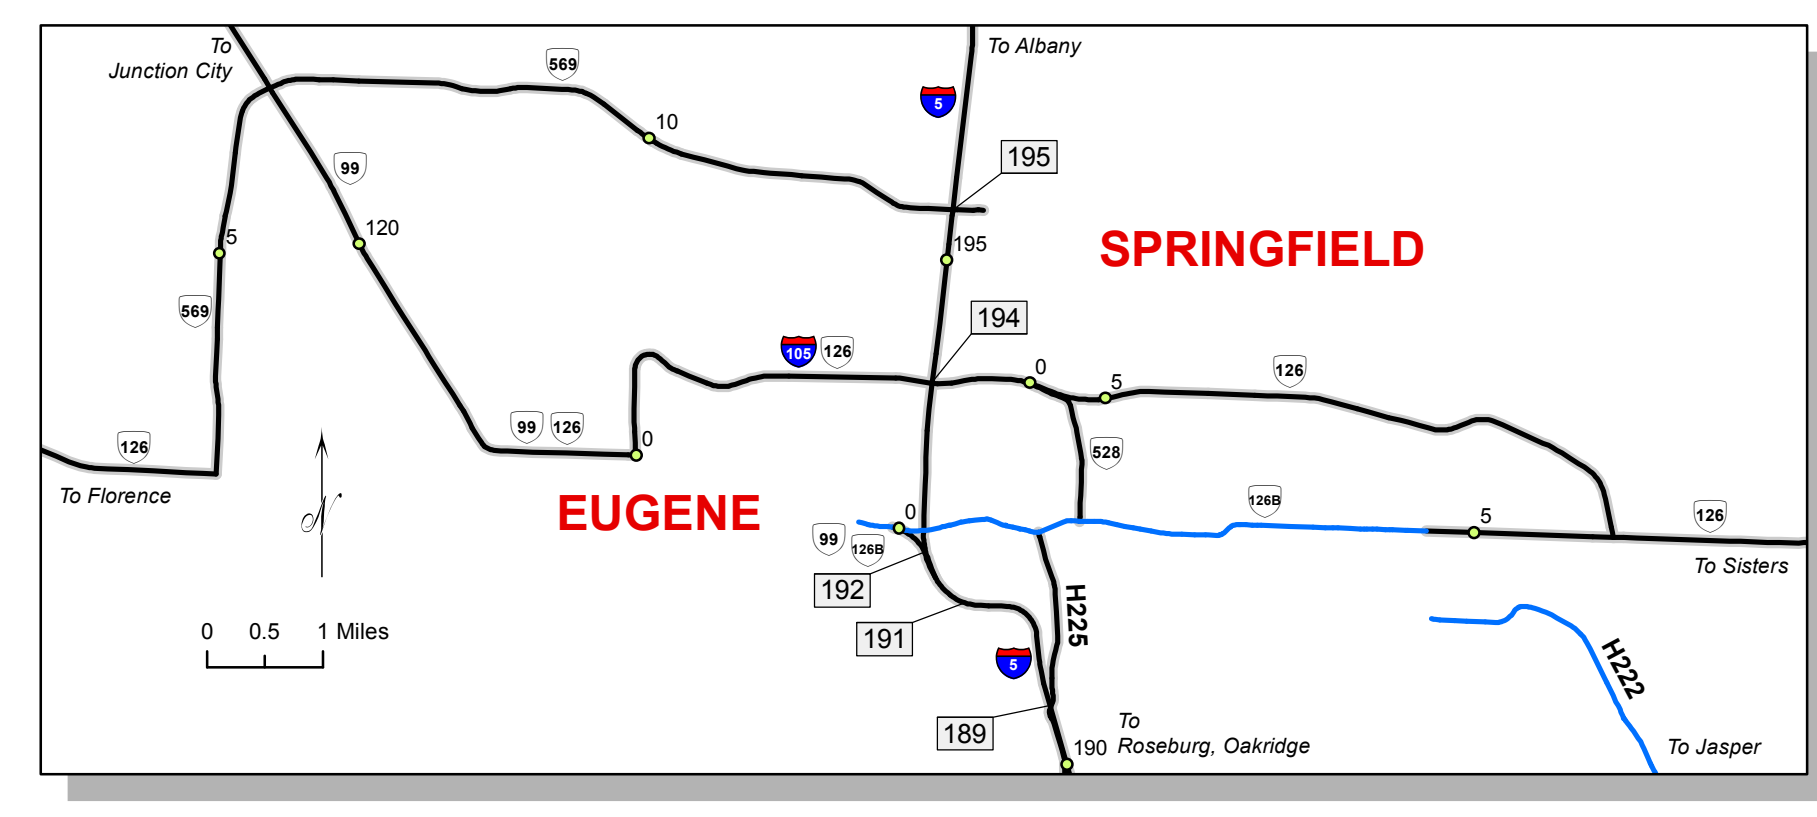 To
Junction City
569
To Albany
5
10
99
195
5
120
195
SPRINGFIELD
569
194
105
126
0
5
126
99
126
0
126
528
To Florence
EUGENE
0
99
126B
126B
5
126
To Sisters
192
H225
191
0 0.5 1 Miles
5
H222
189
To
190 Roseburg, Oakridge
To Jasper
N